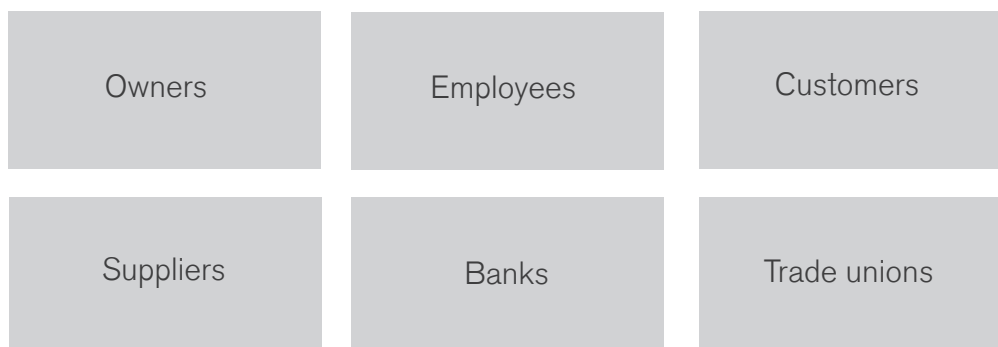 Owners
Employees
Customers
Suppliers
Banks
Trade unions